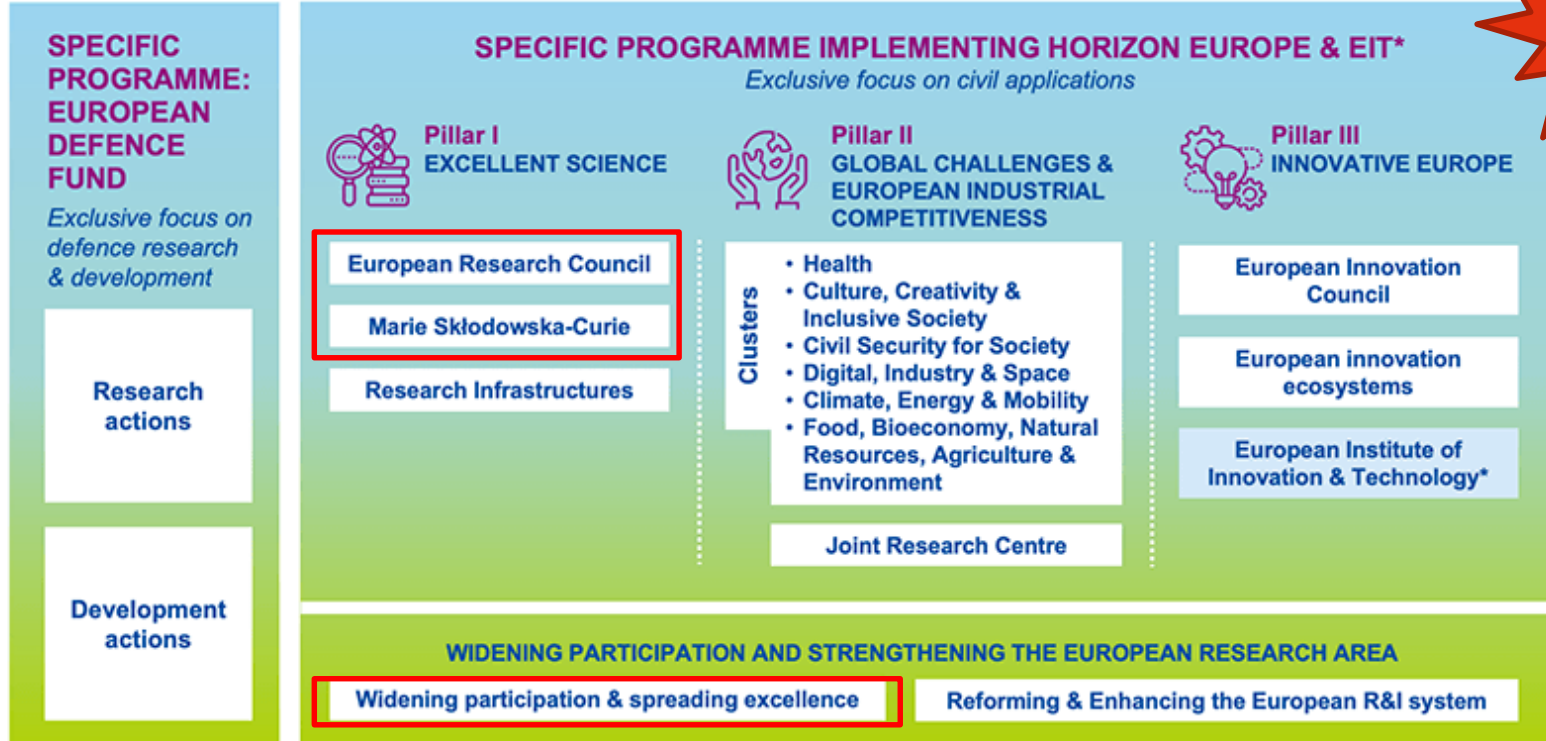 SPECIFIC
PROGRAMME:
EUROPEAN
DEFENCE
FUND
Exclusive focus on
defence research
& development
Research
actions
Development
actions
SPECIFIC PROGRAMME IMPLEMENTING HORIZON EUROPE & EIT*
Exclusive focus on civil applications
Pillar I
EXCELLENT SCIENCE
European Research Council
Marie Skłodowska-Curie
Research Infrastructures
Pillar II
GLOBAL CHALLENGES &
EUROPEAN INDUSTRIAL
COMPETITIVENESS
Clusters
• Health
• Culture, Creativity &
Inclusive Society
• Civil Security for Society
• Digital, Industry & Space
• Climate, Energy & Mobility
• Food, Bioeconomy, Natural
Resources, Agriculture &
Environment
Joint Research Centre
Pillar III
INNOVATIVE EUROPE
European Innovation
Council
European innovation
ecosystems
European Institute of
Innovation & Technology*
WIDENING PARTICIPATION AND STRENGTHENING THE EUROPEAN RESEARCH AREA
Widening participation & spreading excellence
Reforming & Enhancing the European R&I system